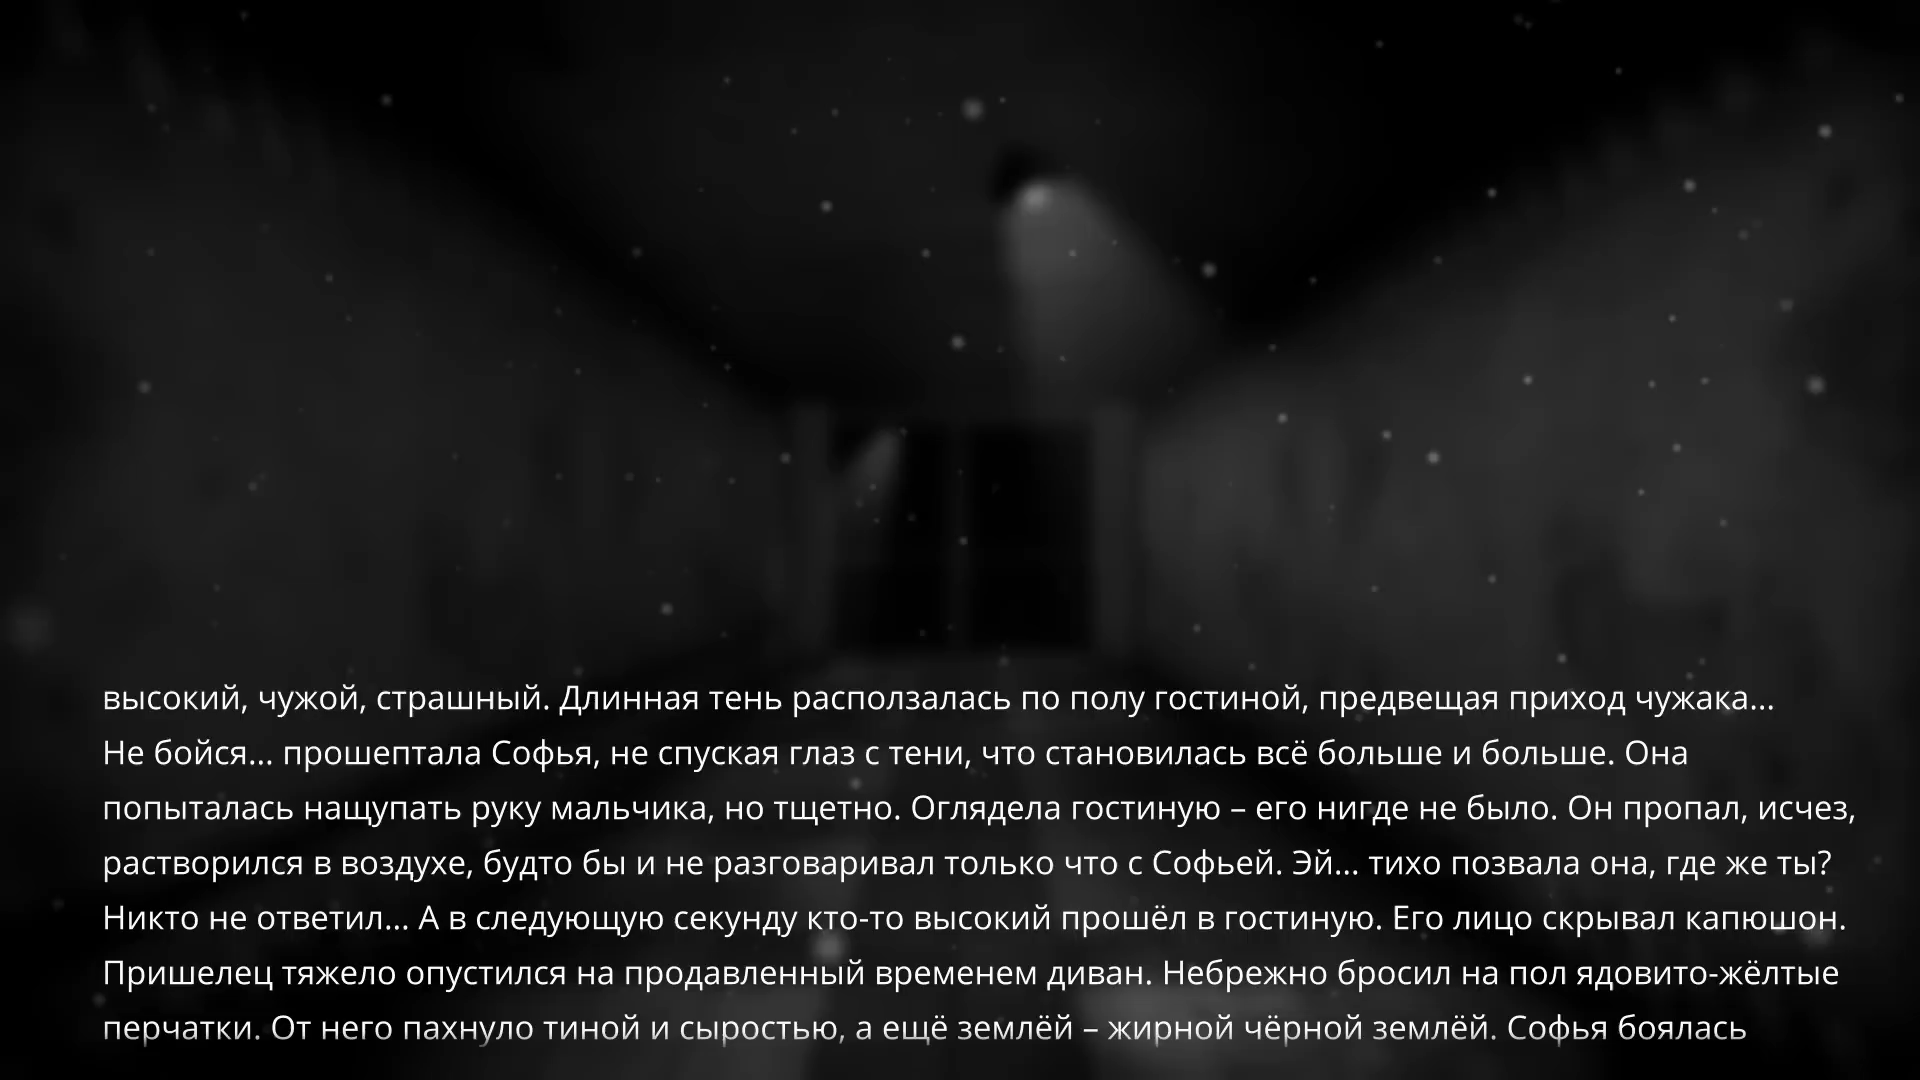 высокий, чужой, страшный. Длинная тень расползалась по полу гостиной, предвещая приход чужака...
Не бойся... прошептала Софья, не спуская глаз с тени, что становилась всё больше и больше. Она
попыталась нащупать руку мальчика, но тщетно. Оглядела гостиную – его нигде не было. Он пропал, исчез,
растворился в воздухе, будто бы и не разговаривал только что с Софьей. Эй... тихо позвала она, где же ты?
Никто не ответил... А в следующую секунду кто-то высокий прошёл в гостиную. Его лицо скрывал капюшон.
Пришелец тяжело опустился на продавленный временем диван. Небрежно бросил на пол ядовито-жёлтые
перчатки. От него пахнуло тиной и сыростью, а ещё землёй – жирной чёрной землёй. Софья боялась